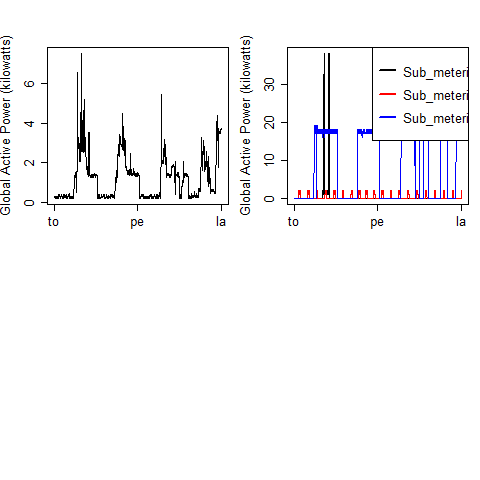 Global Active Power (kilowatts)
0 2 4 6
to pe la
Global Active Power (kilowatts)
0 10 20 30
to pe la
Sub_meteri
Sub_meteri
Sub_meteri